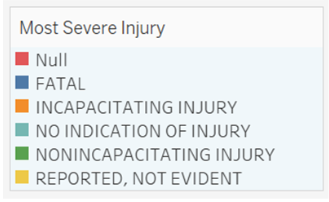 Most Severe Injury
Null
FATAL
INCAPACITATING INJURY
NO INDICATION OF INJURY
NONINCAPACITATING INJURY
REPORTED, NOT EVIDENT